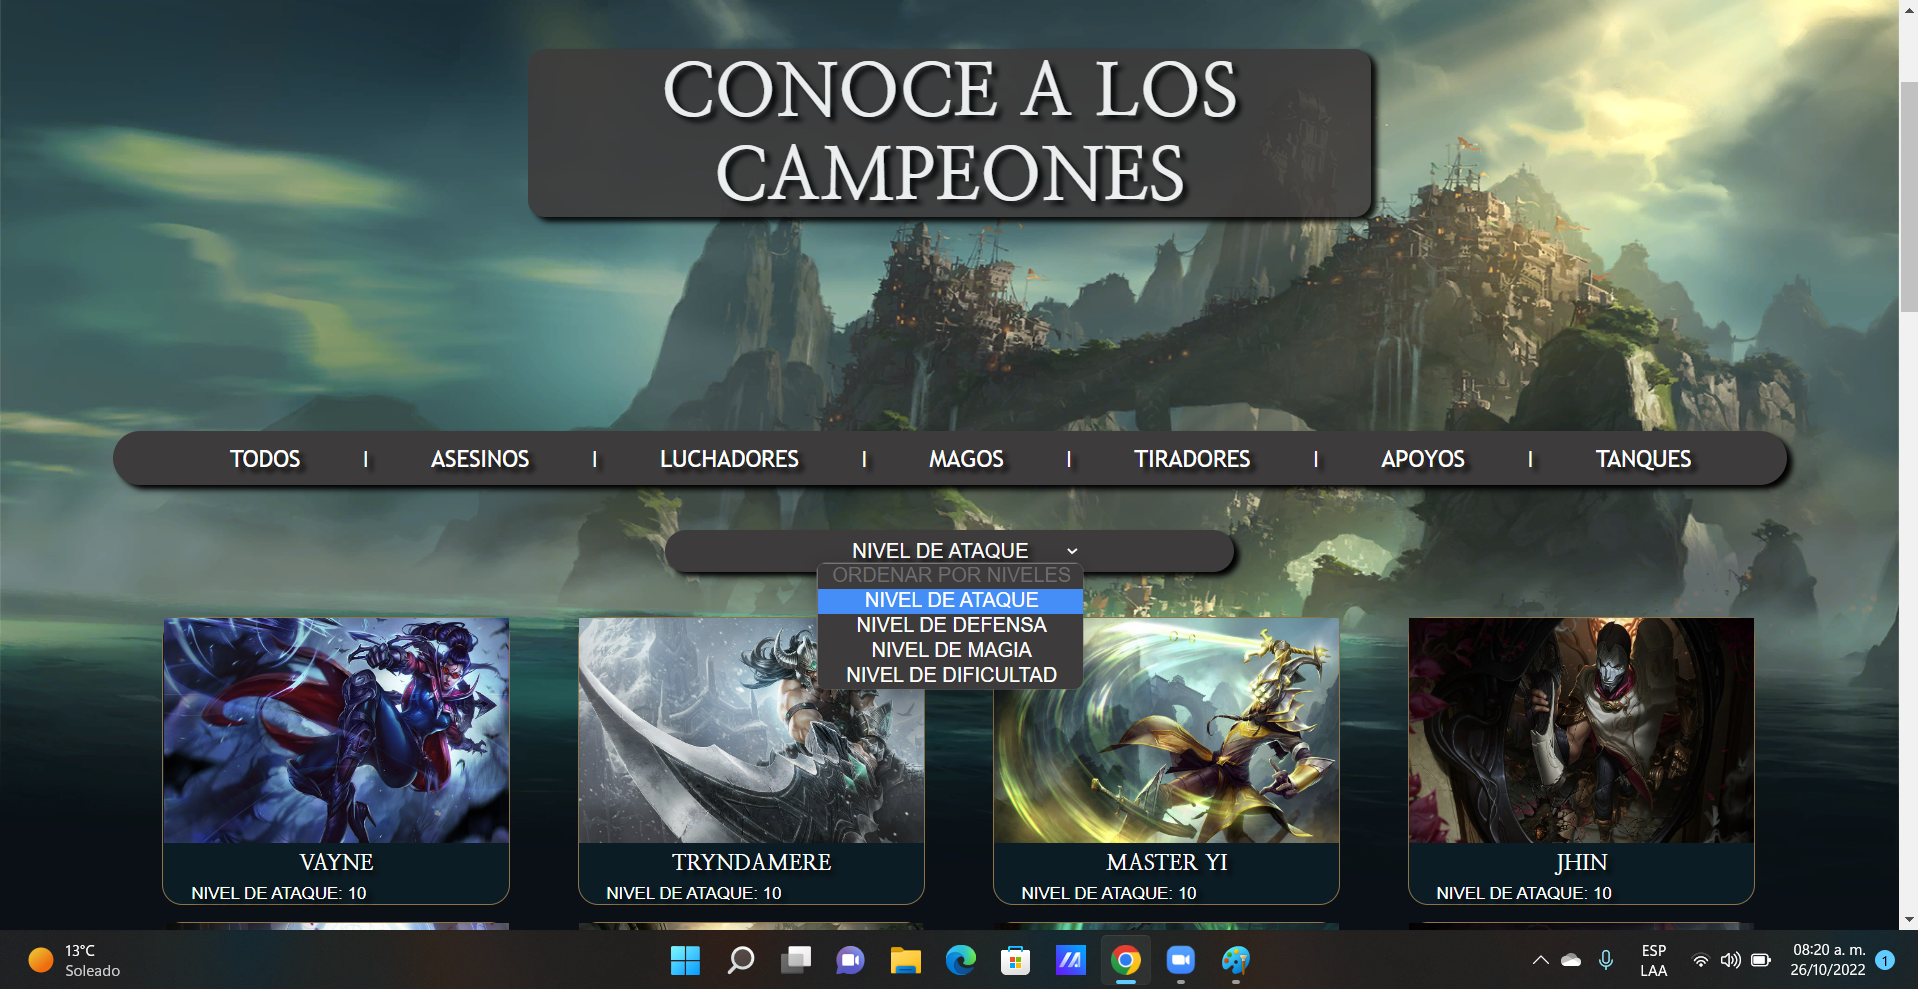 CONOCE A LOS
CAMPEONES
TODOS | ASESINOS | LUCHADORES | MAGOS | TIRADORES | APOYOS | TANQUES
NIVEL DE ATAQUE
ORDENAR POR NIVELES
NIVEL DE ATAQUE
NIVEL DE DEFENSA
NIVEL DE MAGIA
NIVEL DE DIFICULTAD
VAYNE
NIVEL DE ATAQUE: 10
TRYNDAMERE
NIVEL DE ATAQUE: 10
MASTER YI
NIVEL DE ATAQUE: 10
JHIN
NIVEL DE ATAQUE: 10
13°C
Soleado
ESP
LAA
08:20 a. m.
26/10/2022
1